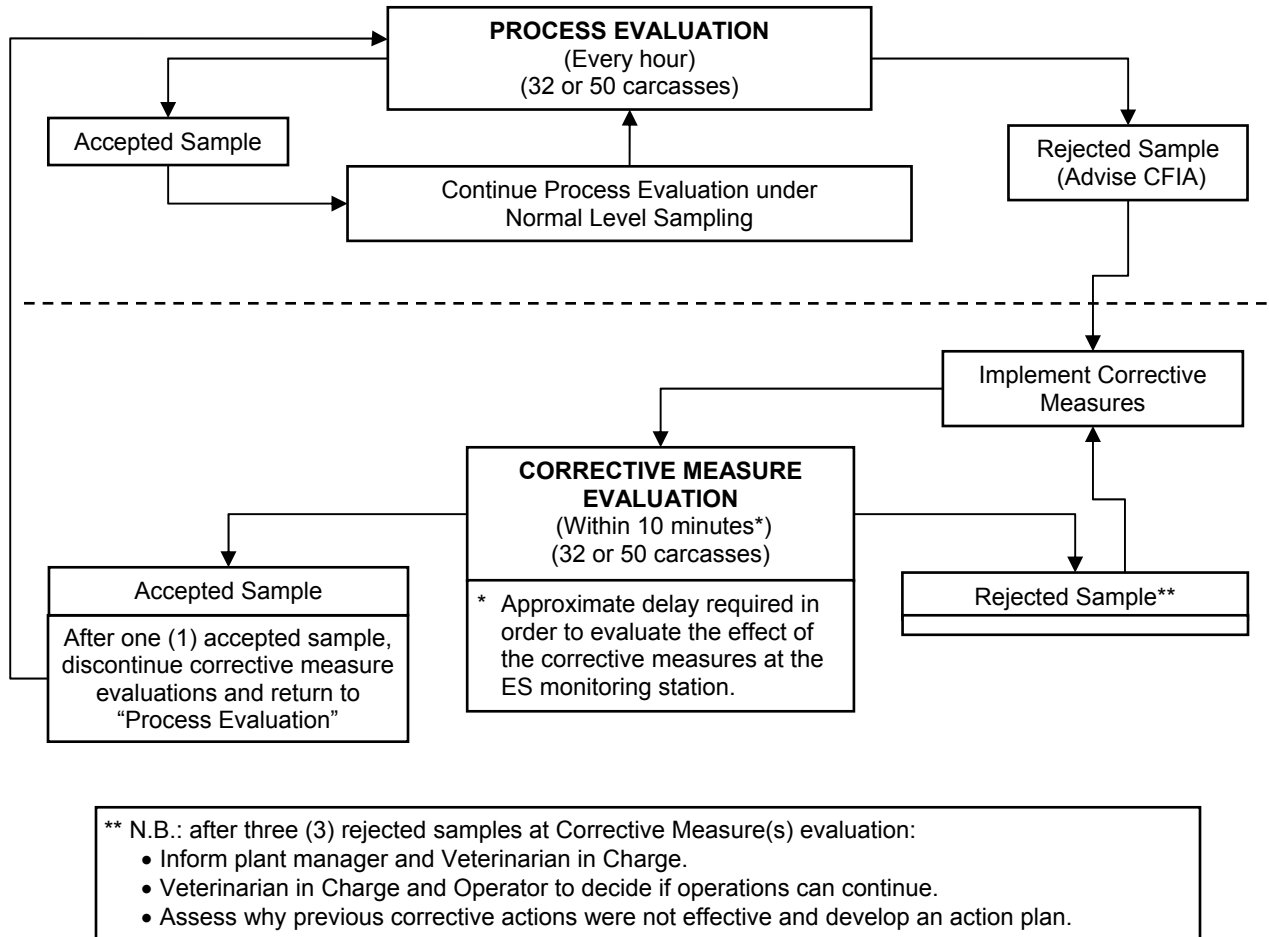 PROCESS EVALUATION
(Every hour)
(32 or 50 carcasses)
Accepted Sample
Continue Process Evaluation under
Normal Level Sampling
Rejected Sample
(Advise CFIA)
Implement Corrective
Measures
CORRECTIVE MEASURE
EVALUATION
(Within 10 minutes*)
(32 or 50 carcasses)
* Approximate delay required in
order to evaluate the effect of
the corrective measures at the
ES monitoring station.
Accepted Sample
After one (1) accepted sample,
discontinue corrective measure
evaluations and return to
“Process Evaluation”
Rejected Sample**
** N.B.: after three (3) rejected samples at Corrective Measure(s) evaluation:
• Inform plant manager and Veterinarian in Charge.
• Veterinarian in Charge and Operator to decide if operations can continue.
• Assess why previous corrective actions were not effective and develop an action plan.